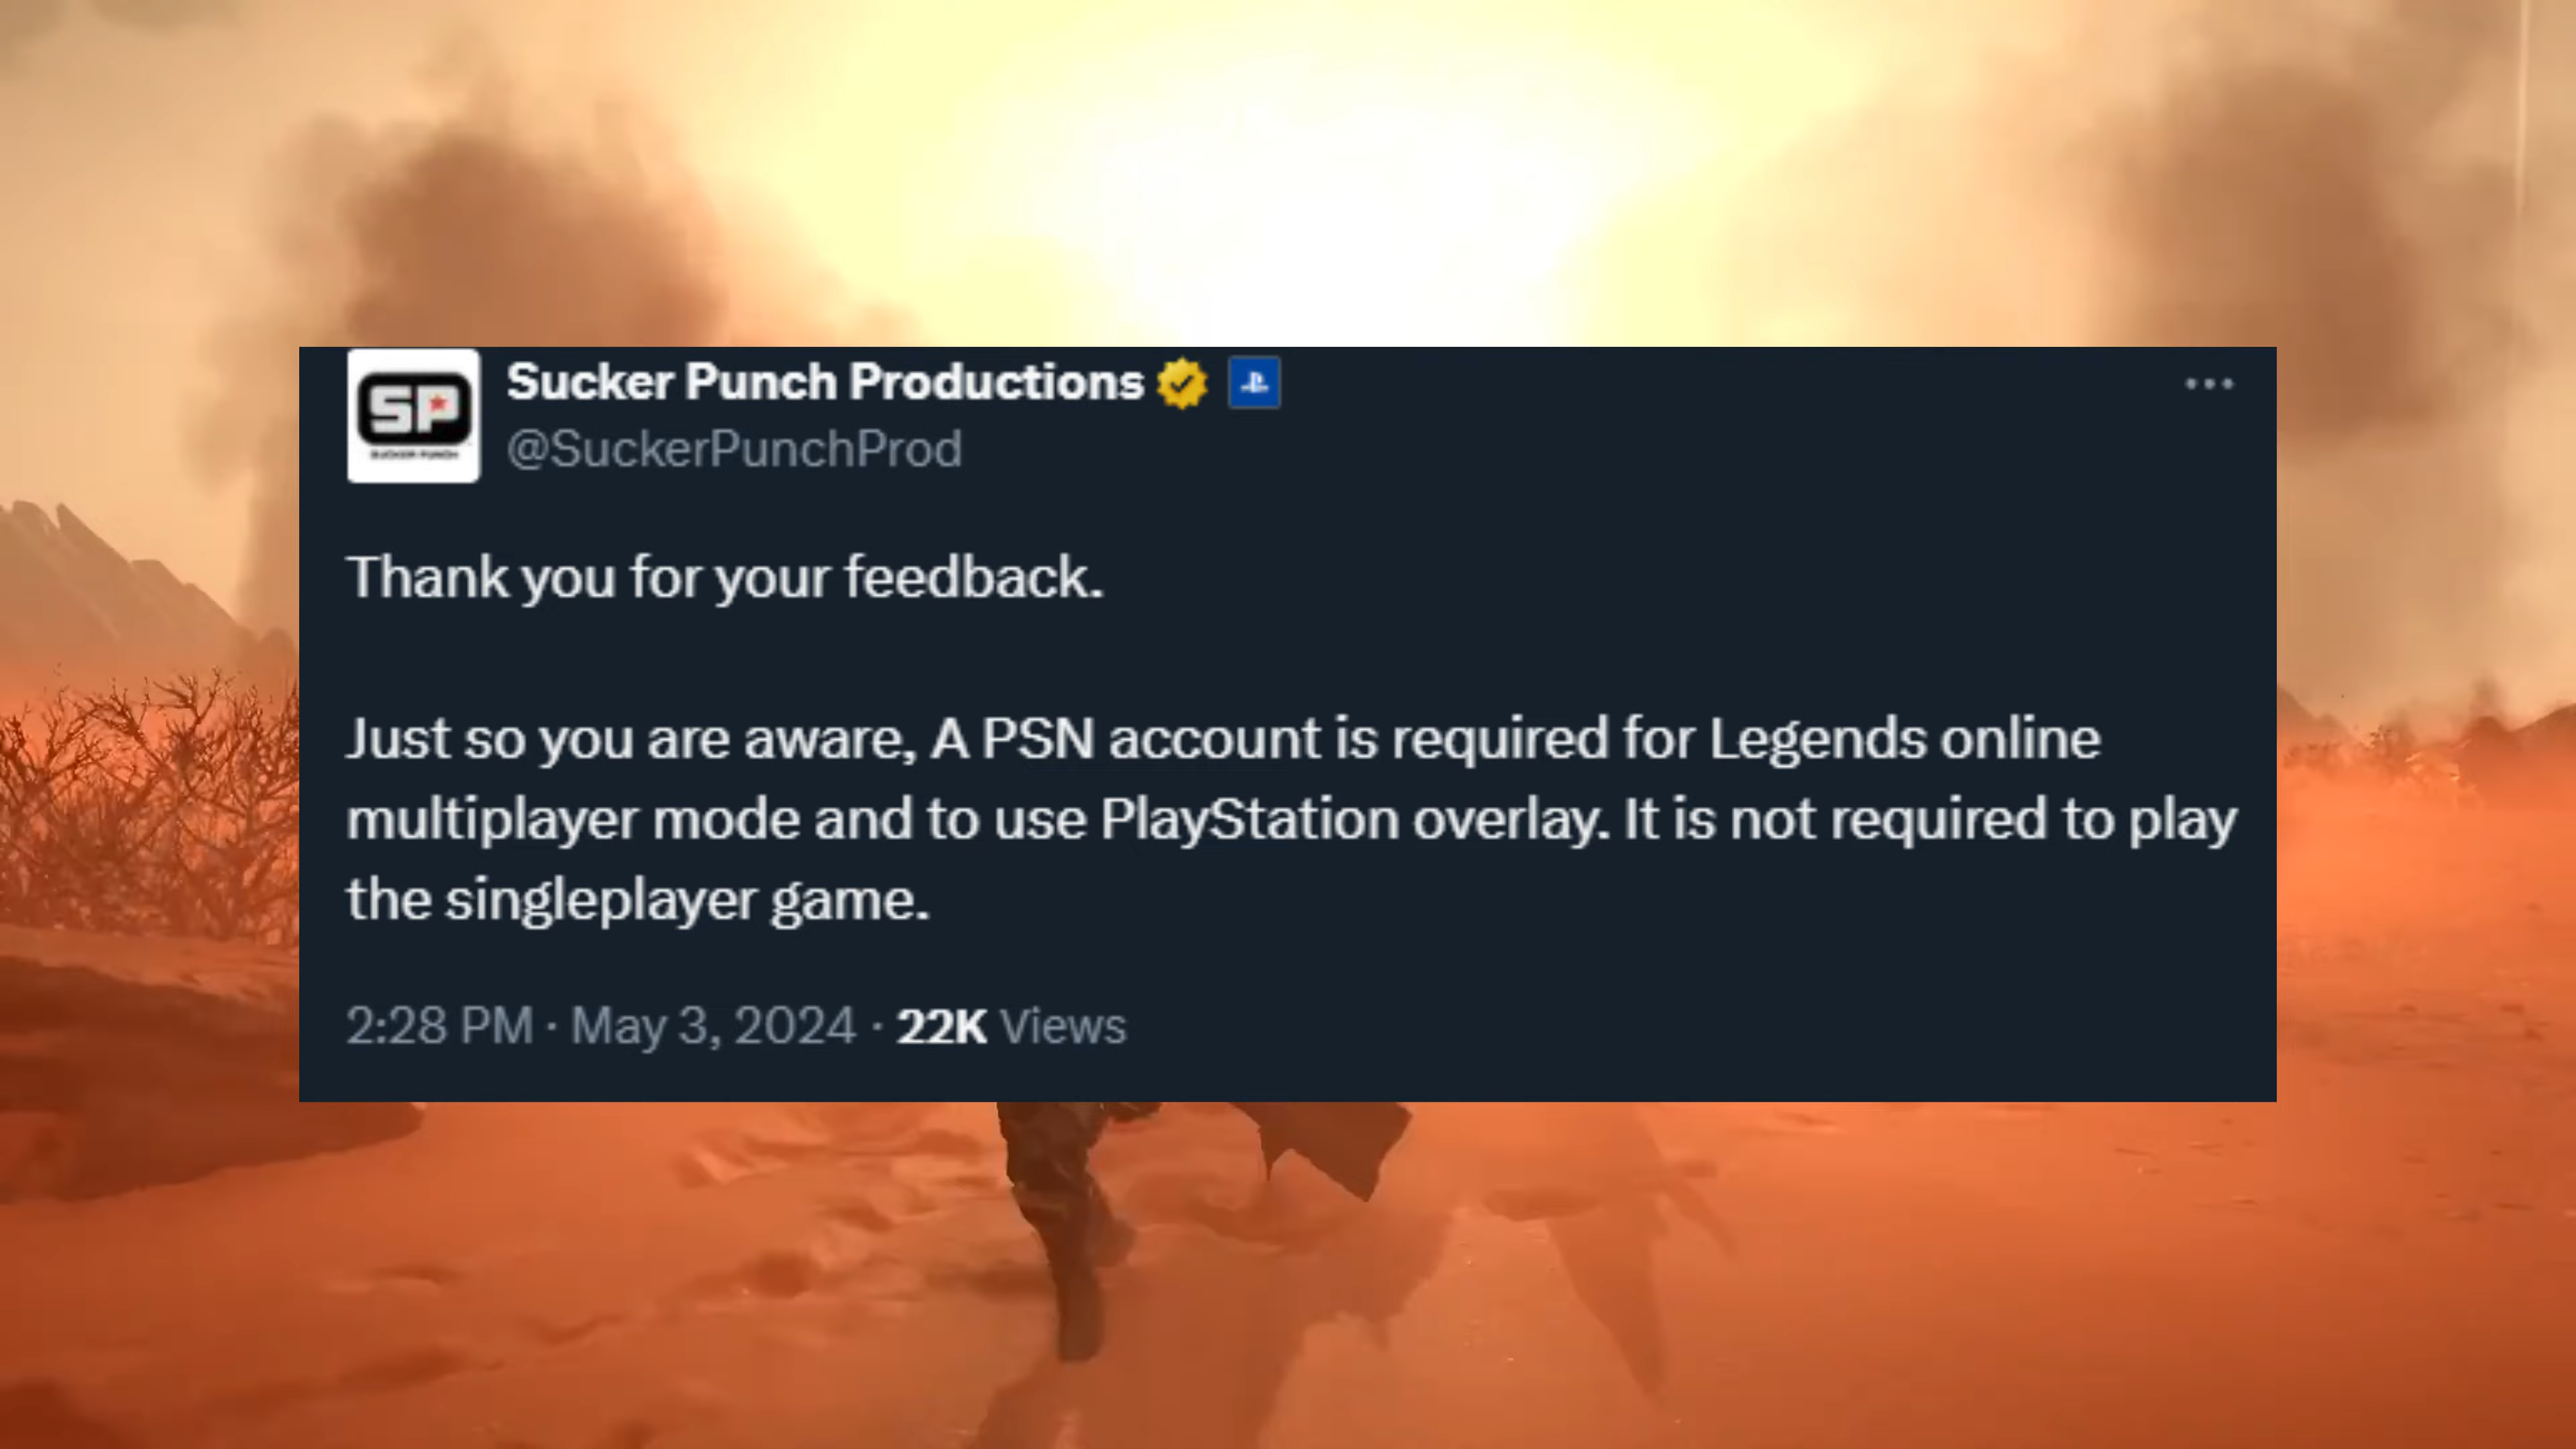 SP
SUCKER PUNCH
Sucker Punch Productions
@SuckerPunchProd
Thank you for your feedback.
Just so you are aware, A PSN account is required for Legends online
multiplayer mode and to use PlayStation overlay. It is not required to play
the singleplayer game.
2:28 PM · May 3, 2024 · 22K Views